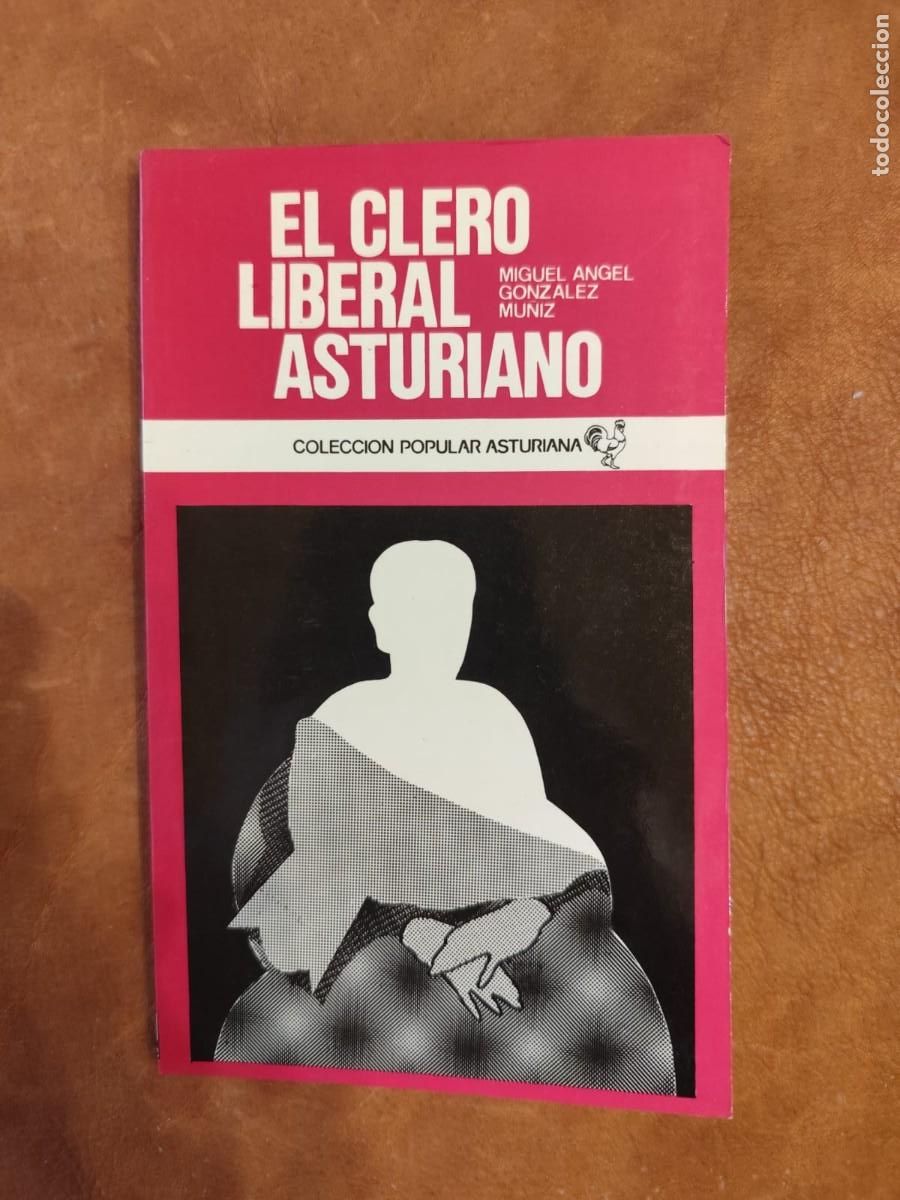 EL CLERO
LIBERAL
ASTURIANO
MIGUEL ANGEL
GONZALEZ
MUÑIZ
COLECCION POPULAR ASTURIANA
todocoleccion